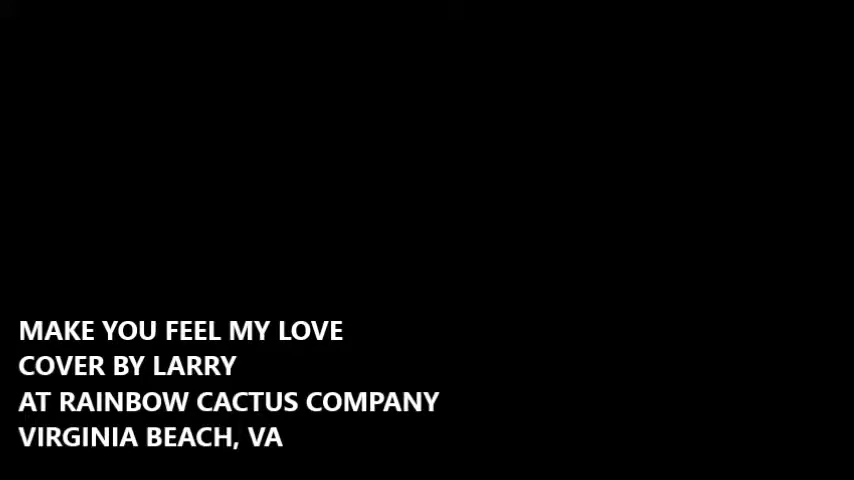 MAKE YOU FEEL MY LOVE
COVER BY LARRY
AT RAINBOW CACTUS COMPANY
VIRGINIA BEACH, VA